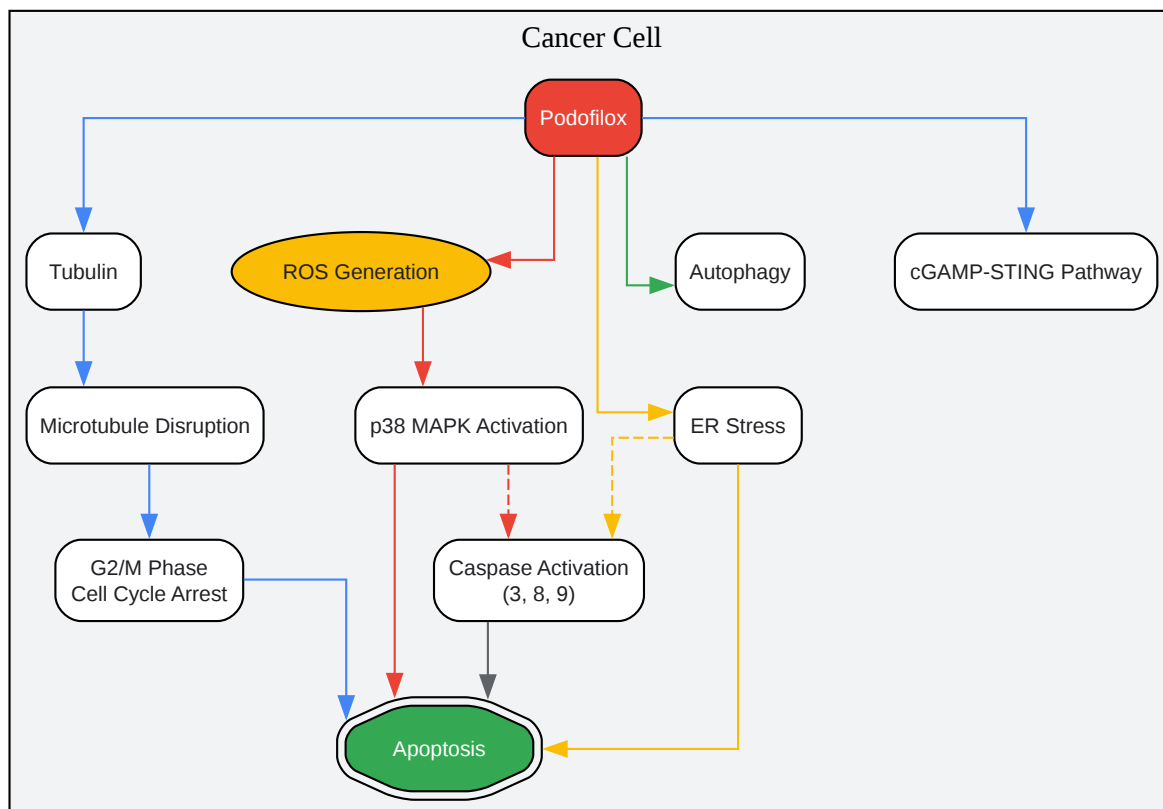 Cancer Cell
Podofilox
Tubulin
ROS Generation
Autophagy
cGAMP-STING Pathway
Microtubule Disruption
p38 MAPK Activation
ER Stress
G2/M Phase
Cell Cycle Arrest
Caspase Activation
(3, 8, 9)
Apoptosis